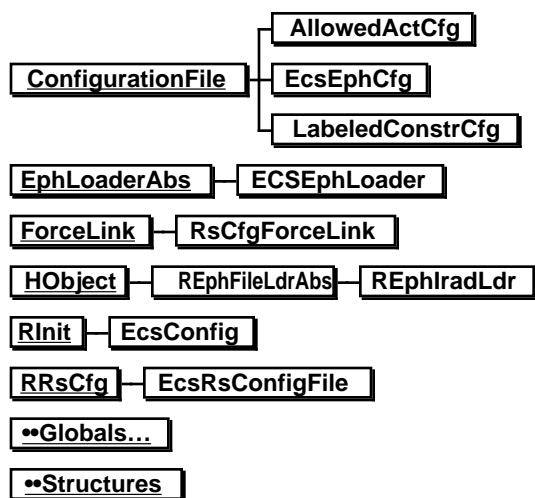 AllowedActCfg
ConfigurationFile EcsEphCfg
LabeledConstrCfg
EphLoaderAbs ECSEphLoader
ForceLink RsCfgForceLink
HObject REphFileLdrAbs REphIradLdr
RInit EcsConfig
RRsCfg EcsRsConfigFile
••Globals…
••Structures